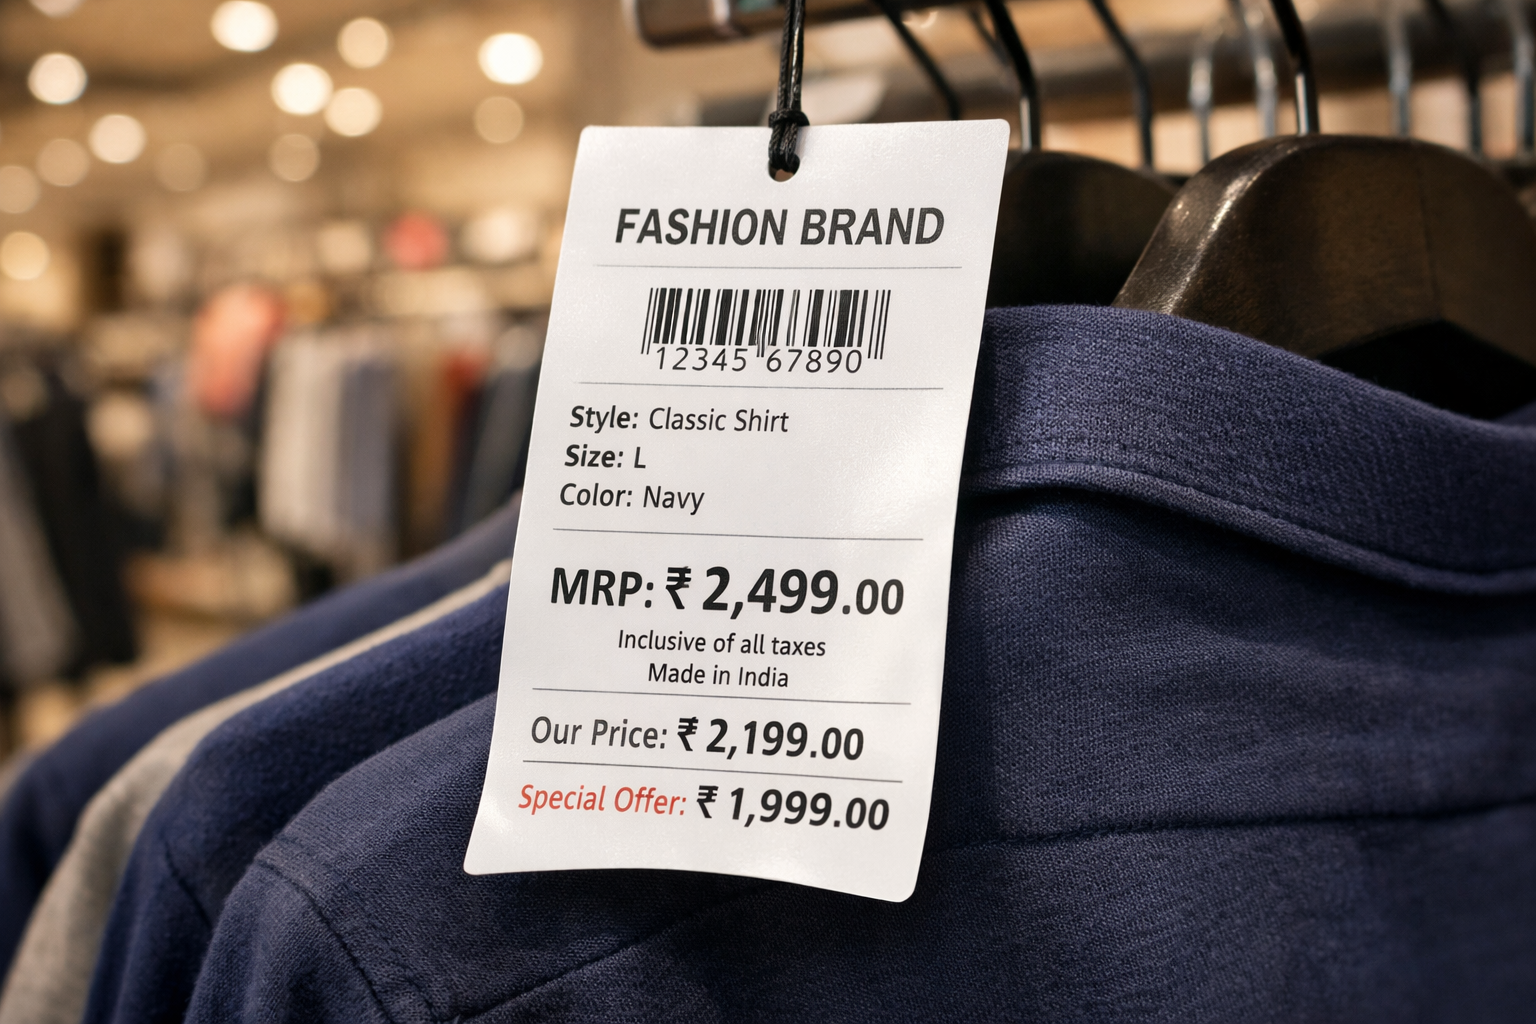 FASHION BRAND
12345 67890
Style: Classic Shirt
Size: L
Color: Navy
MRP: ₹ 2,499.00
Inclusive of all taxes
Made in India
Our Price: ₹ 2,199.00
Special Offer: ₹ 1,999.00